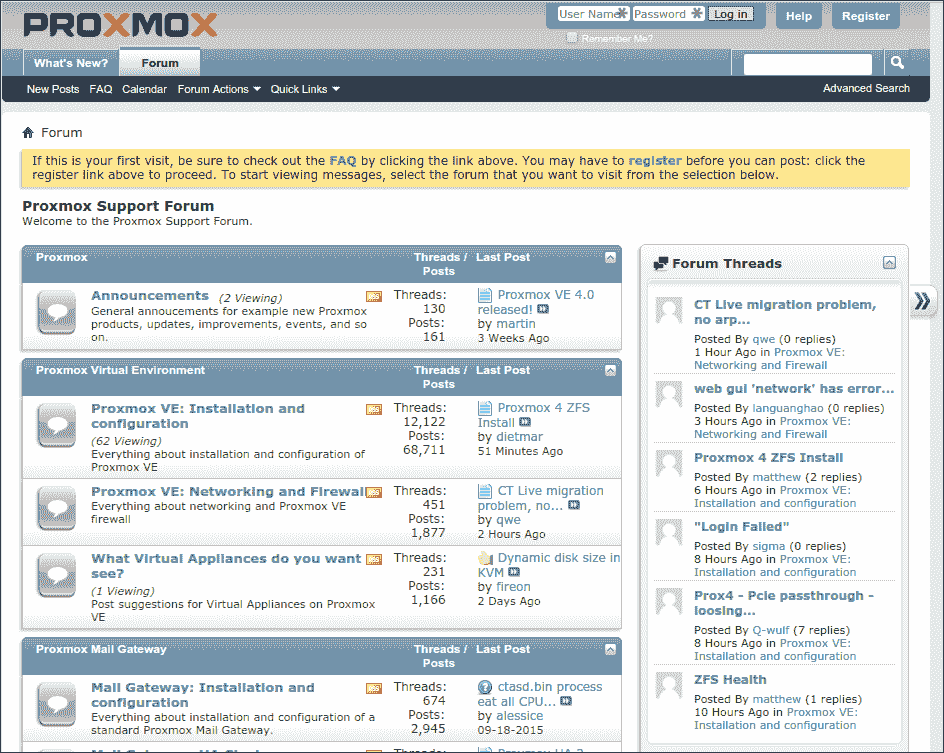 PROXMOX
User Name
Password
Log in
Help
Register
Remember Me?
What's New?
Forum
New Posts FAQ Calendar Forum Actions Quick Links
Advanced Search
Forum
If this is your first visit, be sure to check out the FAQ by clicking the link above. You may have to register before you can post: click the
register link above to proceed. To start viewing messages, select the forum that you want to visit from the selection below.
Proxmox Support Forum
Welcome to the Proxmox Support Forum.
Proxmox
Threads /
Posts
Last Post
Announcements (2 Viewing)
General annoucements for example new Proxmox
products, updates, improvements, events, and so
on.
Threads:
130
Posts:
161
Proxmox VE 4.0
released!
by martin
3 Weeks Ago
Proxmox Virtual Environment
Threads /
Posts
Last Post
Proxmox VE: Installation and
configuration
(62 Viewing)
Everything about installation and configuration of
Proxmox VE
Threads:
12,122
Posts:
68,711
Proxmox 4 ZFS
Install
by dietmar
51 Minutes Ago
Proxmox VE: Networking and Firewal
Everything about networking and Proxmox VE
firewall
Threads:
451
Posts:
1,877
CT Live migration
problem, no...
by qwe
2 Hours Ago
What Virtual Appliances do you want
see?
(1 Viewing)
Post suggestions for Virtual Appliances on Proxmox
VE
Threads:
231
Posts:
1,166
Dynamic disk size in
KVM
by fireon
2 Days Ago
Proxmox Mail Gateway
Threads /
Posts
Last Post
Mail Gateway: Installation and
configuration
Everything about installation and configuration of a
standard Proxmox Mail Gateway.
Threads:
674
Posts:
2,945
ctasd.bin process
eat all CPU...
by alessice
09-18-2015
Forum Threads
CT Live migration problem,
no arp...
Posted By qwe (0 replies)
1 Hour Ago in Proxmox VE:
Networking and Firewall
web gui 'network' has error...
Posted By languanghao (0 replies)
3 Hours Ago in Proxmox VE:
Networking and Firewall
Proxmox 4 ZFS Install
Posted By matthew (2 replies)
6 Hours Ago in Proxmox VE:
Installation and configuration
"Login Failed"
Posted By sigma (0 replies)
8 Hours Ago in Proxmox VE:
Installation and configuration
Prox4 - Pcie passthrough -
loosing...
Posted By Q-wulf (7 replies)
8 Hours Ago in Proxmox VE:
Installation and configuration
ZFS Health
Posted By matthew (1 replies)
10 Hours Ago in Proxmox VE:
Installation and configuration